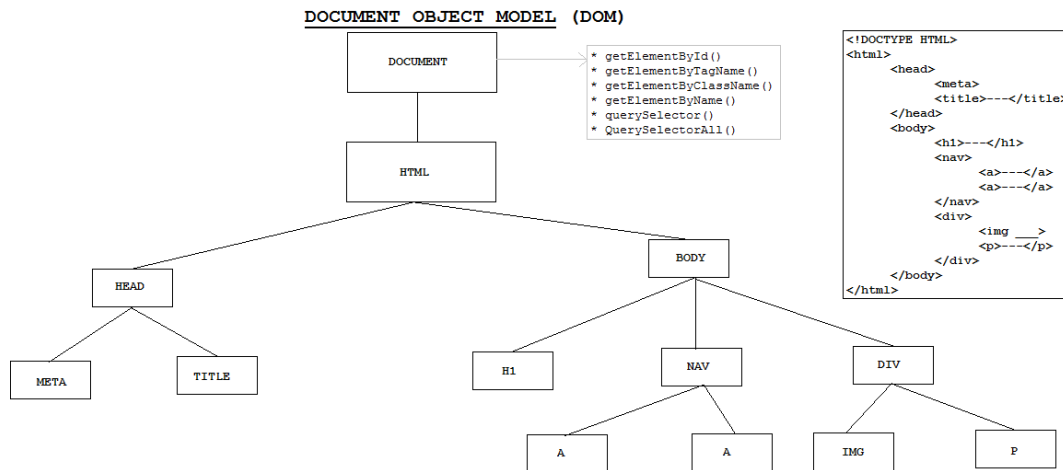 DOCUMENT OBJECT MODEL (DOM)
DOCUMENT
* getElementById()
* getElementByTagName()
* getElementByClassName()
* getElementByName()
* querySelector()
* QuerySelectorAll()
<!DOCTYPE HTML>
<html>
<head>
<meta>
<title>---</title>
</head>
<body>
<h1>---</h1>
<nav>
<a>---</a>
<a>---</a>
</nav>
<div>
<img ___>
<p>---</p>
</div>
</body>
</html>
HTML
HEAD
BODY
META
TITLE
H1
NAV
DIV
A
A
IMG
P